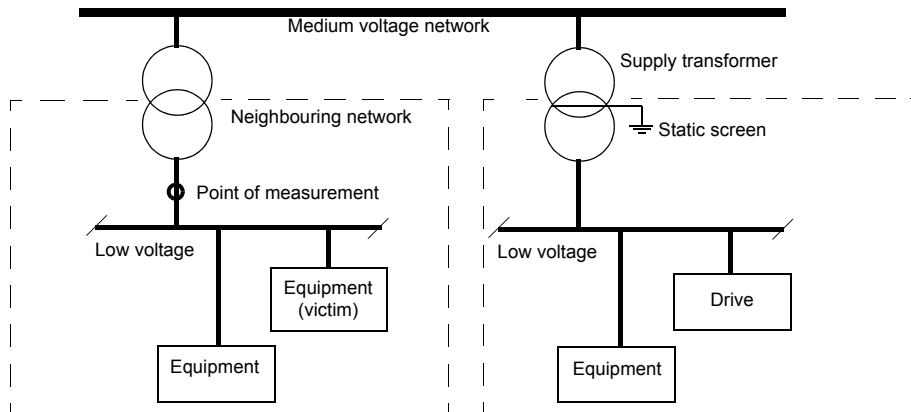 Medium voltage network
Supply transformer
Neighbouring network
Static screen
Point of measurement
Low voltage
Low voltage
Equipment
(victim)
Drive
Equipment
Equipment